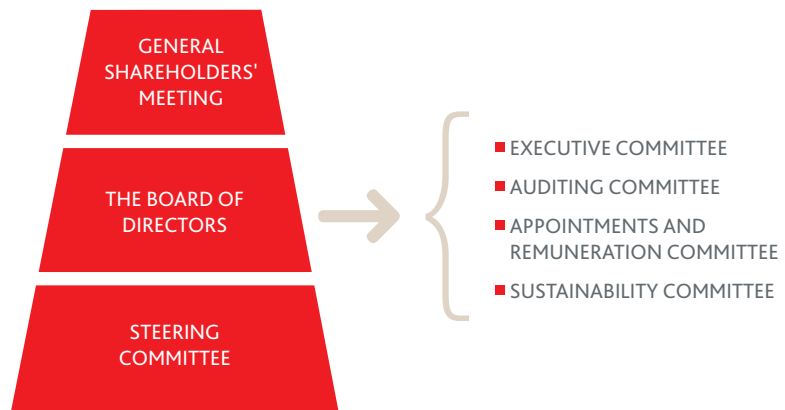 GENERAL
SHAREHOLDERS'
MEETING
THE BOARD OF
DIRECTORS
STEERING
COMMITTEE
EXECUTIVE COMMITTEE
AUDITING COMMITTEE
APPOINTMENTS AND
REMUNERATION COMMITTEE
SUSTAINABILITY COMMITTEE